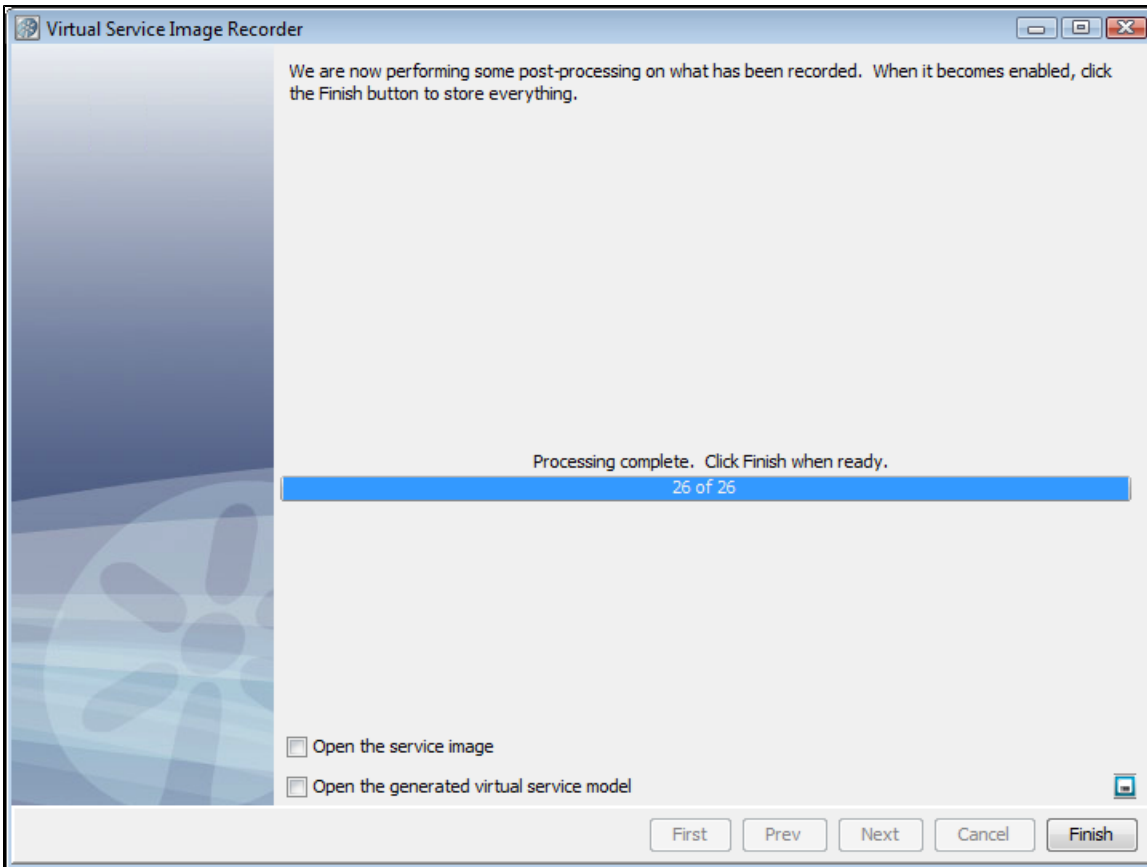 Virtual Service Image Recorder
We are now performing some post-processing on what has been recorded.  When it becomes enabled, click
the Finish button to store everything.
Processing complete.  Click Finish when ready.
26 of 26
Open the service image
Open the generated virtual service model
First Prev Next Cancel Finish